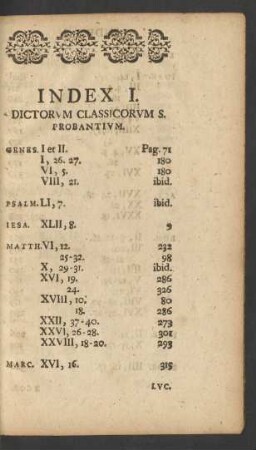 INDEX I.
DICTORVM CLASSICORVM S.
PROBANTIVM.
GENES. I et II. Pag. 71
I, 26. 27. 180
VI, 5. 180
VIII, 21. ibid.
PSALM. LI, 7. ibid.
IESA. XLII, 8. 9
MATTH. VI, 12. 232
25-32. 98
X, 29-31. ibid.
XVI, 19. 286
24. 326
XVIII, 10. 80
18. 286
XXII, 37-40. 273
XXVI, 26-28. 301
XXVIII, 18-20. 293
MARC. XVI, 16. 315
LVC.